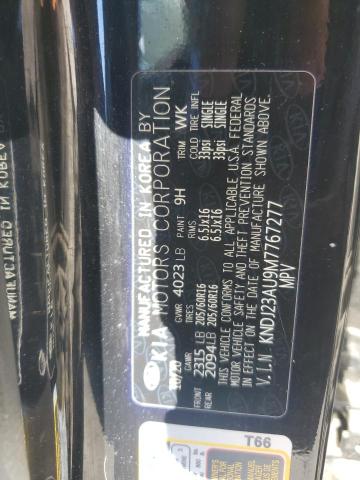 MANUFACTURED IN KOREA BY
KIA MOTORS CORPORATION
10/20 GVWR 4023 LB PAINT 9H TRIM WK
GAWR TIRES RIMS COLD TIRE INFL
FRONT 2315 LB 205/60R16 6.5Jx16 33psi SINGLE
REAR 2094 LB 205/60R16 6.5Jx16 33psi SINGLE
THIS VEHICLE CONFORMS TO ALL APPLICABLE U.S.A. FEDERAL
MOTOR VEHICLE SAFETY AND THEFT PREVENTION STANDARDS
IN EFFECT ON THE DATE OF MANUFACTURE SHOWN ABOVE.
V.I.N. KNDJ23AU9M7767277
MPV
T66